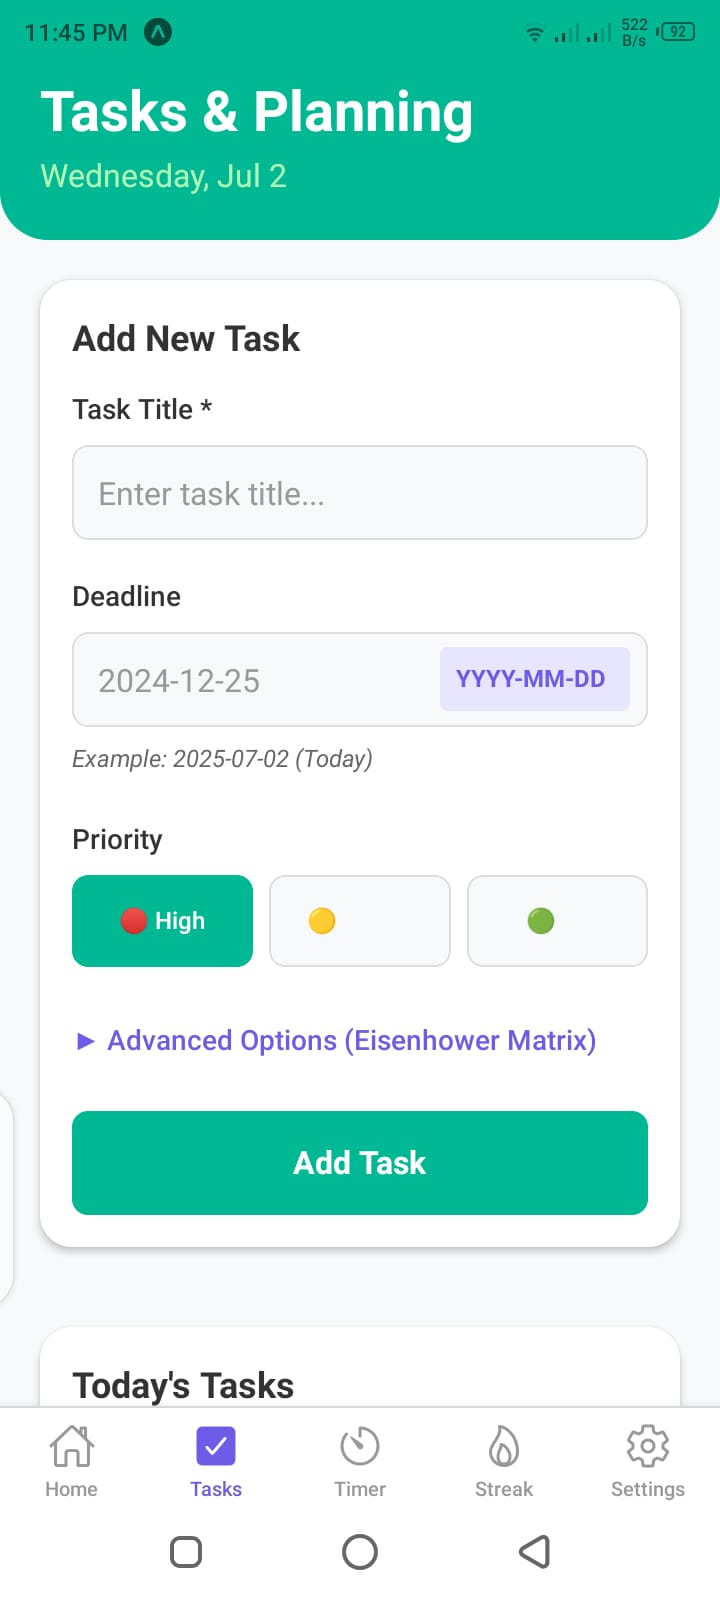 11:45 PM
522
B/s
92
Tasks & Planning
Wednesday, Jul 2
Add New Task
Task Title *
Enter task title...
Deadline
2024-12-25
YYYY-MM-DD
Example: 2025-07-02 (Today)
Priority
🔴 High
🟡
🟢
► Advanced Options (Eisenhower Matrix)
Add Task
Today's Tasks
Home
Tasks
Timer
Streak
Settings